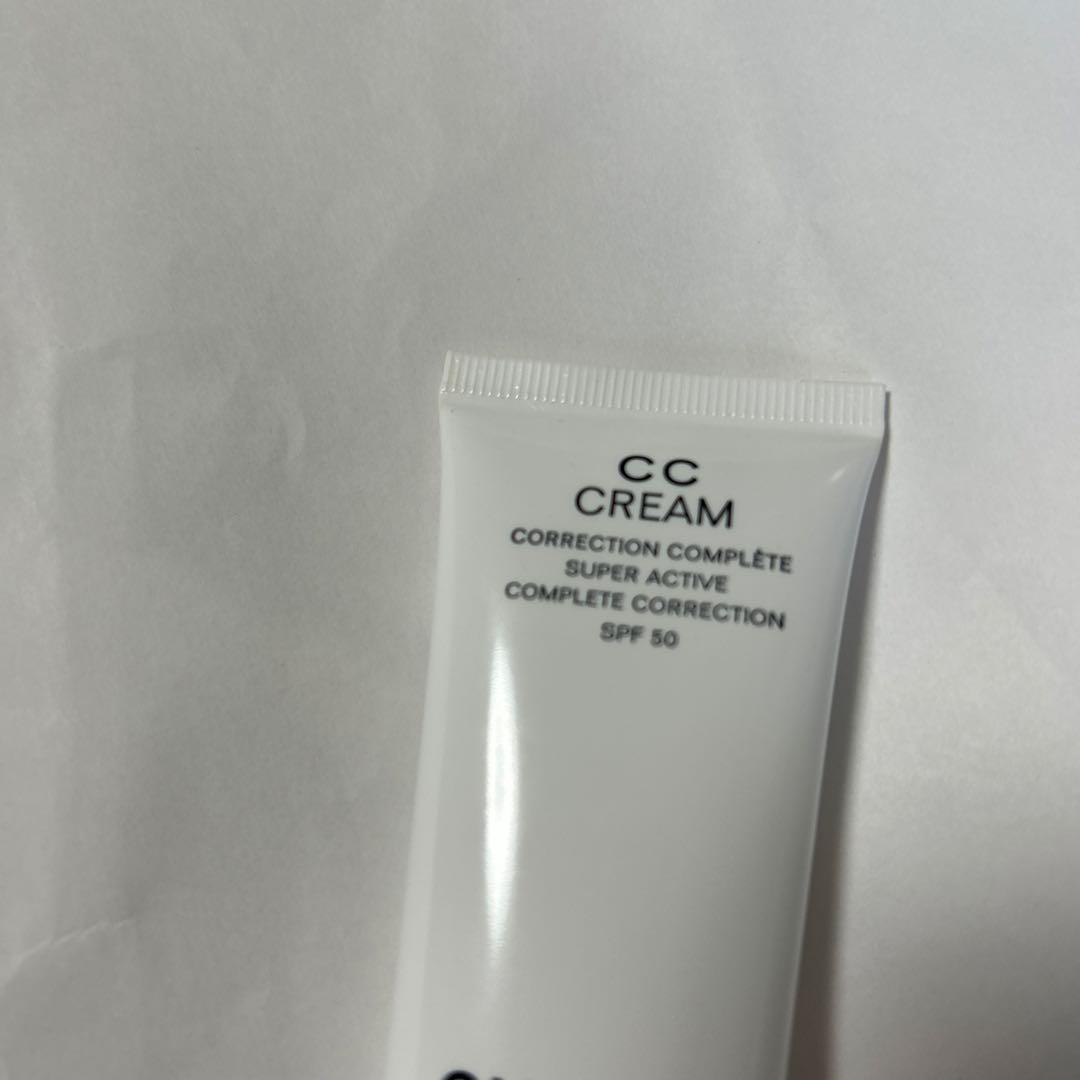 CC
CREAM
CORRECTION COMPLÈTE
SUPER ACTIVE
COMPLETE CORRECTION
SPF 50